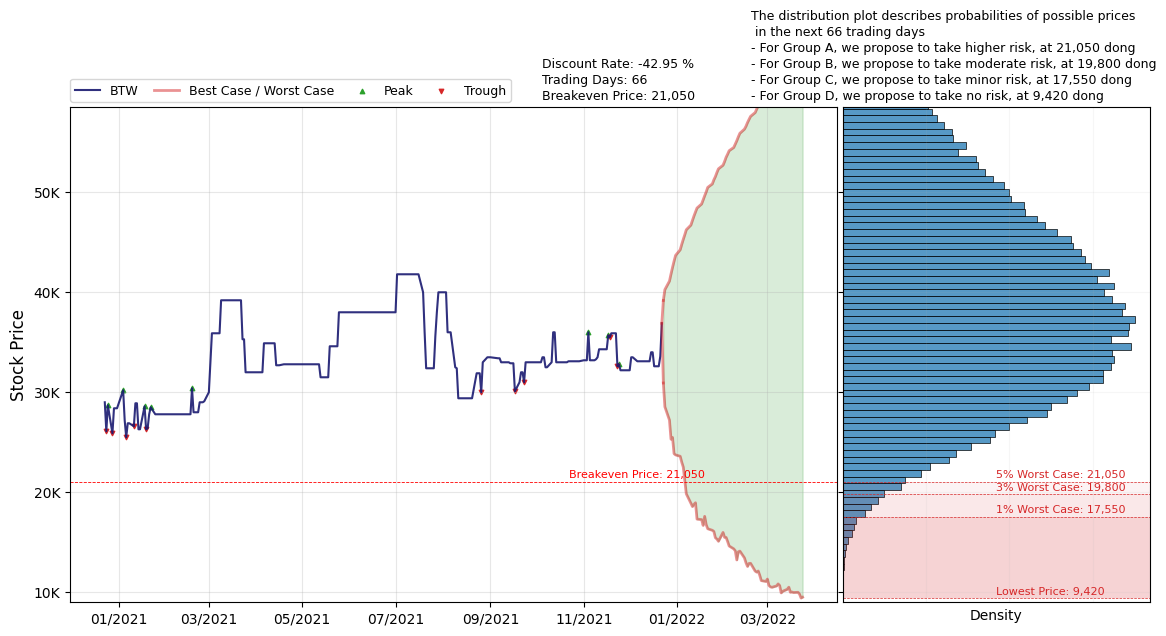 The distribution plot describes probabilities of possible prices
in the next 66 trading days
- For Group A, we propose to take higher risk, at 21,050 dong
- For Group B, we propose to take moderate risk, at 19,800 dong
- For Group C, we propose to take minor risk, at 17,550 dong
- For Group D, we propose to take no risk, at 9,420 dong
Discount Rate: -42.95 %
Trading Days: 66
Breakeven Price: 21,050
BTW
Best Case / Worst Case
Peak
Trough
Stock Price
50K
40K
30K
20K
10K
Breakeven Price: 21,050
5% Worst Case: 21,050
3% Worst Case: 19,800
1% Worst Case: 17,550
Lowest Price: 9,420
01/2021
03/2021
05/2021
07/2021
09/2021
11/2021
01/2022
03/2022
Density